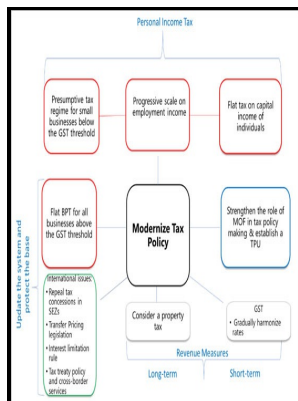 Personal Income Tax
Presumptive tax
regime for small
businesses below
the GST threshold
Progressive scale on
employment income
Flat tax on capital
income of
individuals
Update the system and
protect the base
Flat BPT for all
businesses above
the GST threshold
Modernize Tax
Policy
Strengthen the role
of MOF in tax policy
making & establish a
TPU
International issues:
• Repeal tax
concessions in
SEZs
• Transfer Pricing
legislation
• Interest limitation
rule
• Tax treaty policy
and cross-border
services
Consider a property
tax
GST
• Gradually harmonize
rates
Revenue Measures
Long-term
Short-term